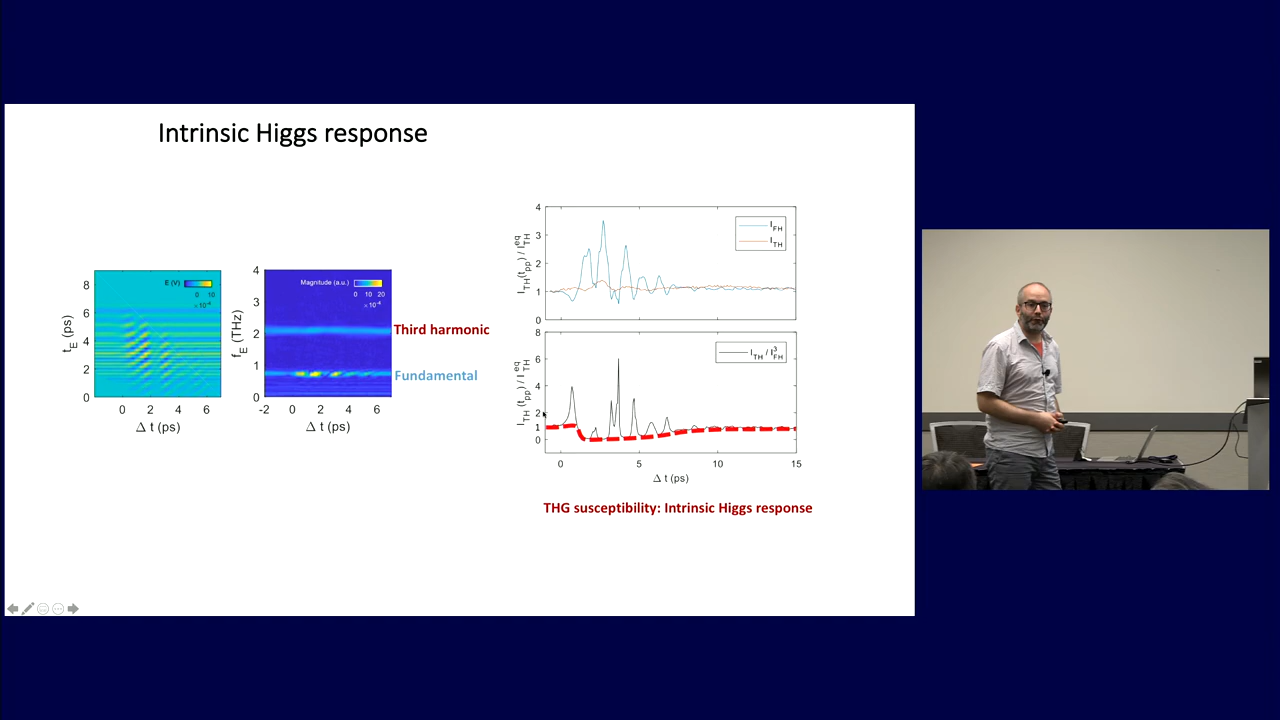 Intrinsic Higgs response
t_E (ps)
8
6
4
2
0
E (V)
0 10
×10⁻⁴
0 2 4 6
Δ t (ps)
f_E (THz)
4
3
2
1
0
Magnitude (a.u.)
0 10 20
×10⁻⁴
-2 0 2 4 6
Δ t (ps)
Third harmonic
Fundamental
I_TH(t_pp) / I_TH^eq
4
3
2
1
0
I_FH
I_TH
I_TH(t_pp) / I_TH^eq
8
6
4
2
1
0
I_TH / I_FH^3
0 5 10 15
Δ t (ps)
THG susceptibility: Intrinsic Higgs response